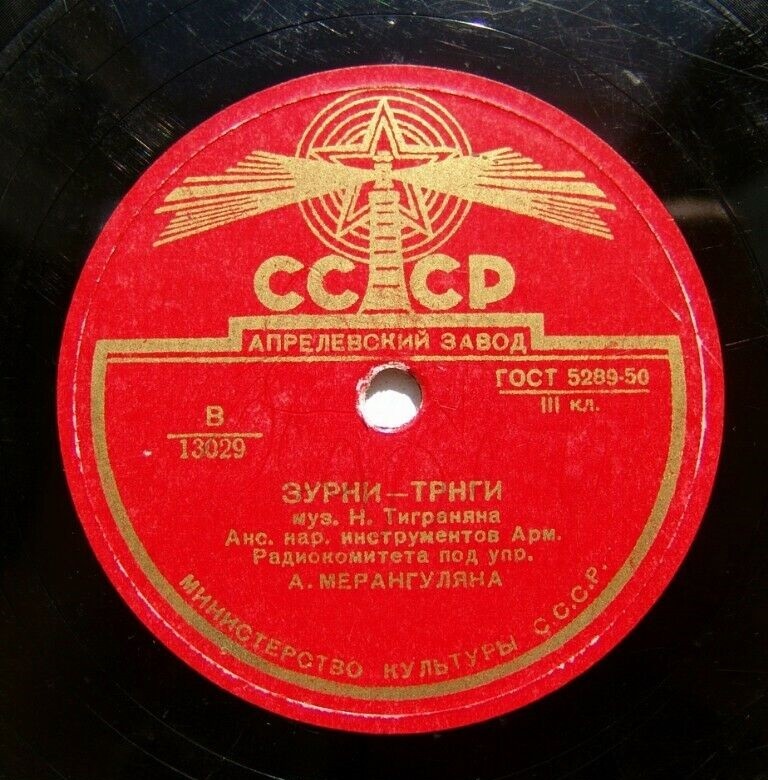 СССР
АПРЕЛЕВСКИЙ ЗАВОД
ГОСТ 5289-50
III кл.
В
13029
ЗУРНИ—ТРНГИ
муз. Н. Тиграняна
Анс. нар. инструментов Арм.
Радиокомитета под упр.
А. МЕРАНГУЛЯНА
МИНИСТЕРСТВО КУЛЬТУРЫ С.С.С.Р.